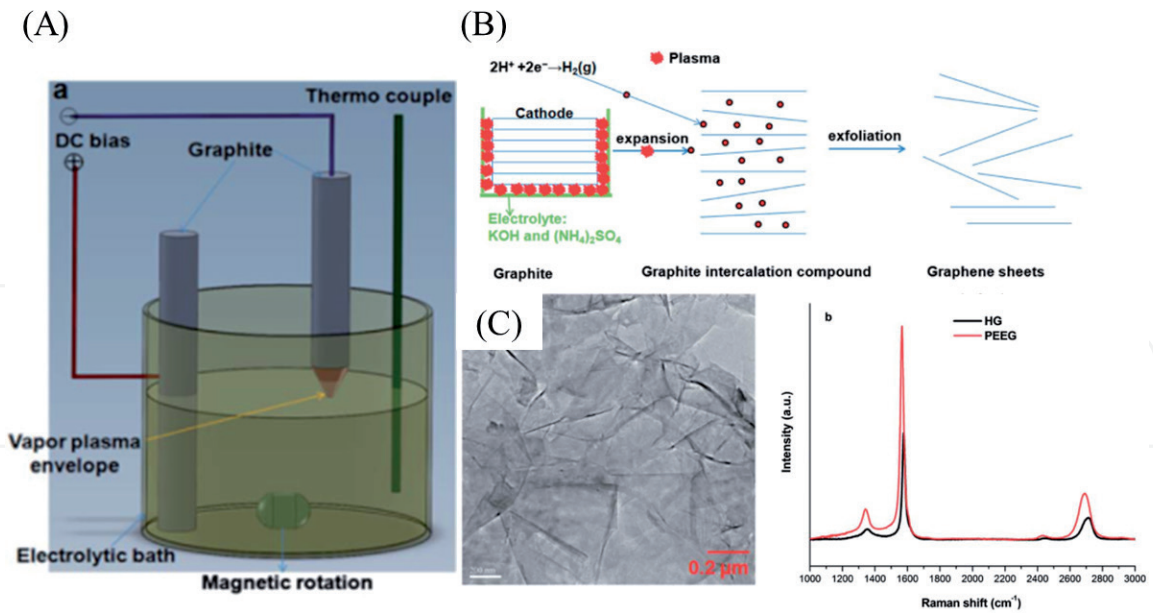 (A)
a
DC bias
Graphite
Thermo couple
Vapor plasma
envelope
Electrolytic bath
Magnetic rotation
(B)
2H⁺ +2e⁻→H₂(g)
Plasma
Cathode
expansion
exfoliation
Electrolyte:
KOH and (NH₄)₂SO₄
Graphite
Graphite intercalation compound
Graphene sheets
(C)
200 nm
0.2 µm
b
HG
PEEG
Intensity (a.u.)
1000 1200 1400 1600 1800 2000 2200 2400 2600 2800 3000
Raman shift (cm⁻¹)